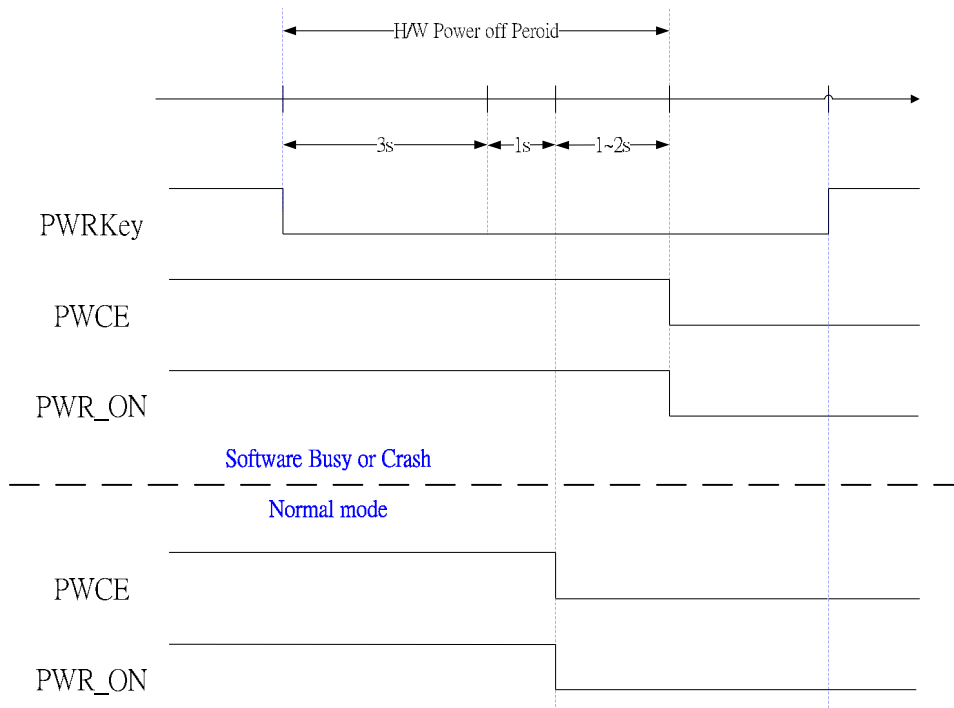 H/W Power off Peroid
3s
1s
1~2s
PWRKey
PWCE
PWR_ON
Software Busy or Crash
Normal mode
PWCE
PWR_ON